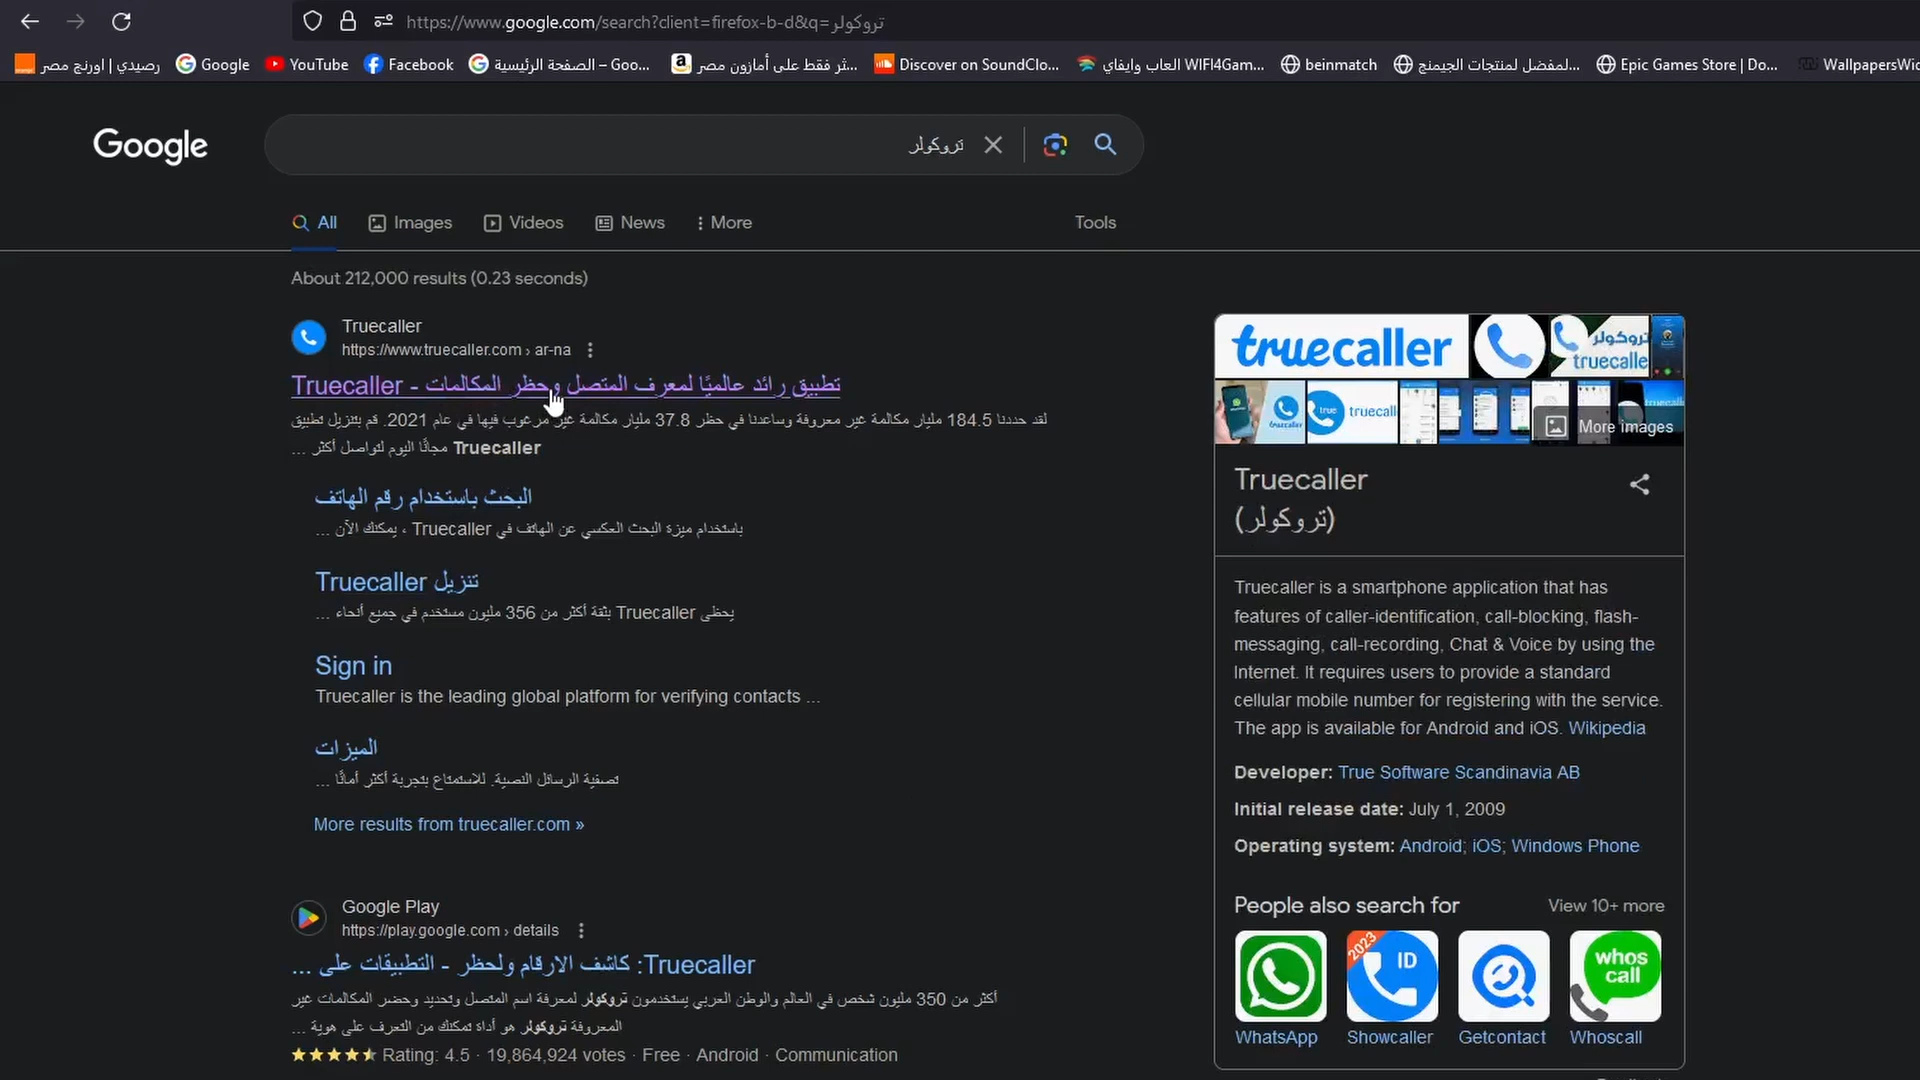 https://www.google.com/search?client=firefox-b-d&q=تروكولر
رصيدي | اورنج مصر
Google
YouTube
Facebook
الصفحة الرئيسية – Goo...
...ثر فقط على أمازون مصر
Discover on SoundClo...
العاب وايفاي WIFI4Gam...
beinmatch
...لمفضل لمنتجات الجيمنج
Epic Games Store | Do...
WallpapersWic
Google
تروكولر
All
Images
Videos
News
More
Tools
About 212,000 results (0.23 seconds)
Truecaller
https://www.truecaller.com › ar-na
تطبيق رائد عالميًا لمعرف المتصل وحظر المكالمات - Truecaller
لقد حددنا 184.5 مليار مكالمة غير معروفة وساعدنا في حظر 37.8 مليار مكالمة غير مرغوب فيها في عام 2021. قم بتنزيل تطبيق
Truecaller مجانًا اليوم لتواصل أكثر ...
البحث باستخدام رقم الهاتف
باستخدام ميزة البحث العكسي عن الهاتف في Truecaller ، يمكنك الآن ...
تنزيل Truecaller
يحظى Truecaller بثقة أكثر من 356 مليون مستخدم في جميع أنحاء ...
Sign in
Truecaller is the leading global platform for verifying contacts ...
الميزات
تصفية الرسائل النصية. للاستمتاع بتجربة أكثر أمانًا ...
More results from truecaller.com »
Google Play
https://play.google.com › details
Truecaller: كاشف الارقام ولحظر - التطبيقات على ...
أكثر من 350 مليون شخص في العالم والوطن العربي يستخدمون تروكولر لمعرفة اسم المتصل وتحديد وحضر المكالمات غير
المعروفة تروكولر هو أداة تمكنك من التعرف على هوية ...
Rating: 4.5 · 19,864,924 votes · Free · Android · Communication
truecaller
تروكولر
truecalle
true
truecall
truecaller
More images
Truecaller
(تروكولر)
Truecaller is a smartphone application that has
features of caller-identification, call-blocking, flash-
messaging, call-recording, Chat & Voice by using the
Internet. It requires users to provide a standard
cellular mobile number for registering with the service.
The app is available for Android and iOS. Wikipedia
Developer: True Software Scandinavia AB
Initial release date: July 1, 2009
Operating system: Android; iOS; Windows Phone
People also search for
View 10+ more
2023
ID
whos
call
WhatsApp
Showcaller
Getcontact
Whoscall